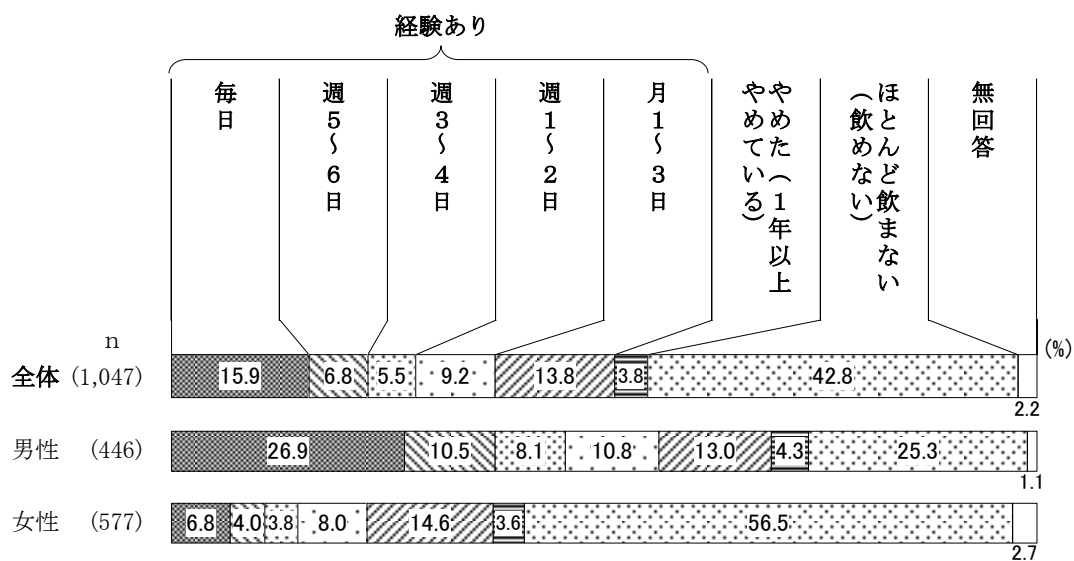 経験あり
毎日
週5～6日
週3～4日
週1～2日
月1～3日
やめた（1年以上
やめている）
ほとんど飲まない
（飲めない）
無回答
n
(%)
全体 (1,047) 15.9 6.8 5.5 9.2 13.8 3.8 42.8 2.2
男性 (446) 26.9 10.5 8.1 10.8 13.0 4.3 25.3 1.1
女性 (577) 6.8 4.0 3.8 8.0 14.6 3.6 56.5 2.7